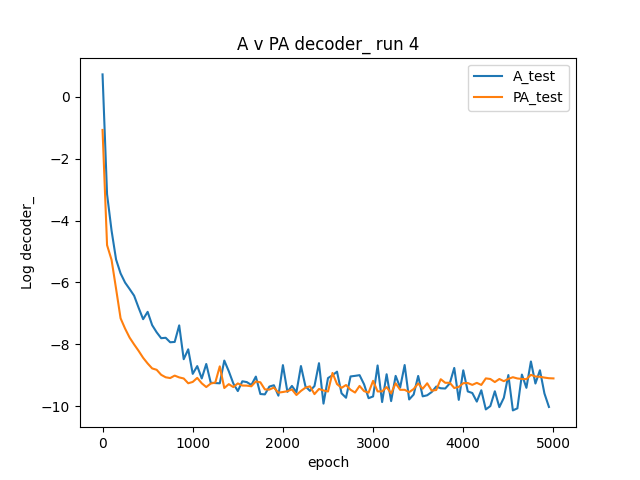 A v PA decoder_ run 4
A_test
PA_test
Log decoder_
0
−2
−4
−6
−8
−10
0
1000
2000
3000
4000
5000
epoch